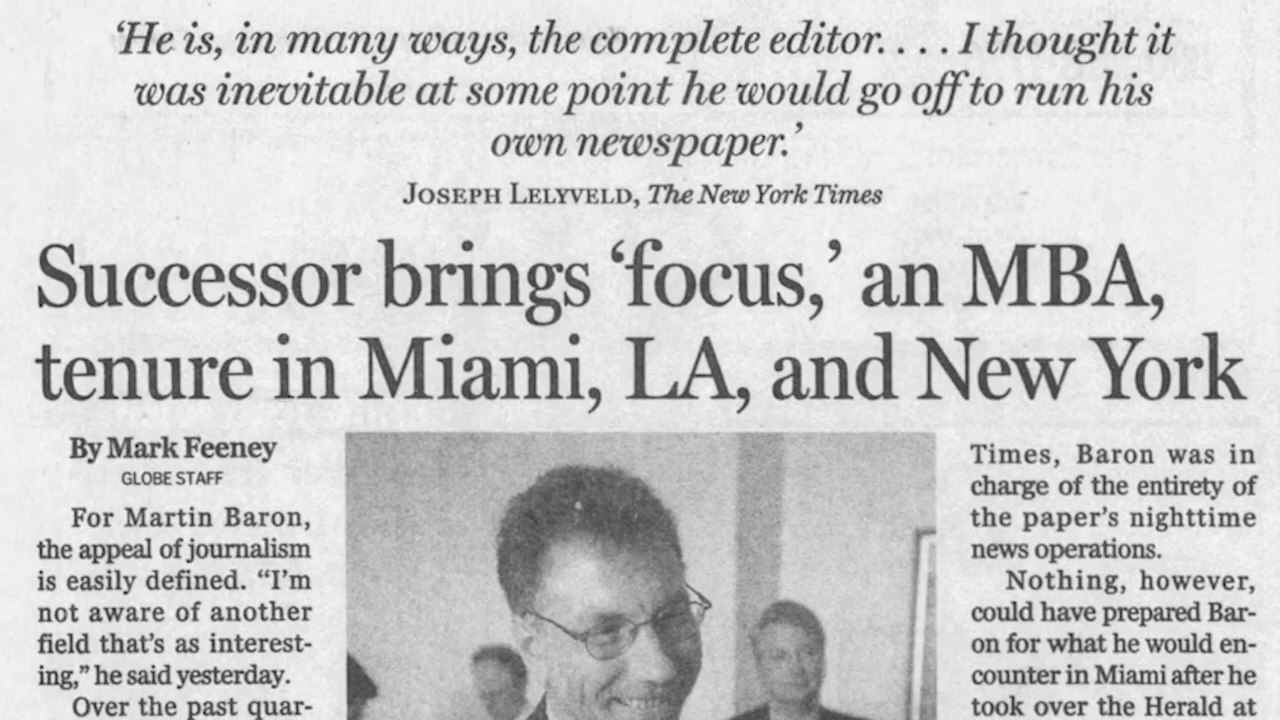 ‘He is, in many ways, the complete editor. . . . I thought it
was inevitable at some point he would go off to run his
own newspaper.’
JOSEPH LELYVELD, The New York Times
Successor brings ‘focus,’ an MBA,
tenure in Miami, LA, and New York
By Mark Feeney
GLOBE STAFF
For Martin Baron,
the appeal of journalism
is easily defined. “I’m
not aware of another
field that’s as interest-
ing,” he said yesterday.
Over the past quar-
Times, Baron was in
charge of the entirety of
the paper’s nighttime
news operations.
Nothing, however,
could have prepared Bar-
on for what he would en-
counter in Miami after he
took over the Herald at